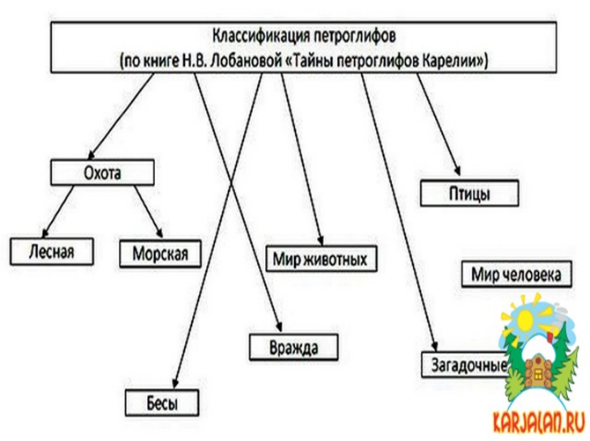 Классификация петроглифов
(по книге Н.В. Лобановой «Тайны петроглифов Карелии»)
Охота
Птицы
Лесная
Морская
Мир животных
Мир человека
Вражда
Загадочные
Бесы
KARJALAN.RU